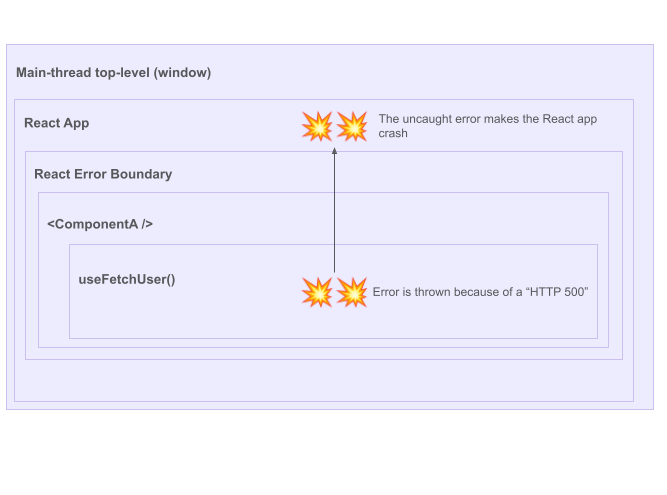 Main-thread top-level (window)
React App
The uncaught error makes the React app
crash
React Error Boundary
<ComponentA />
useFetchUser()
Error is thrown because of a “HTTP 500”